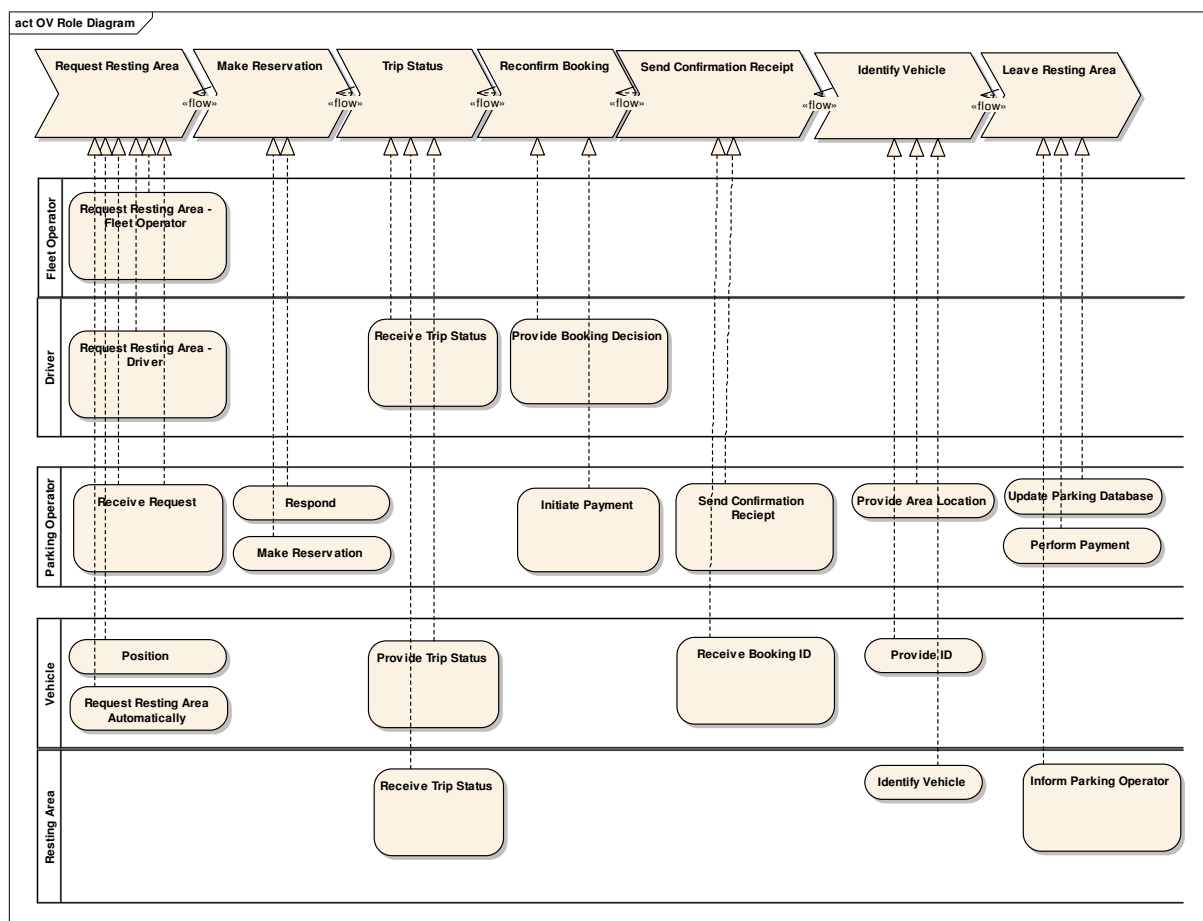 act OV Role Diagram
Request Resting Area
Make Reservation
Trip Status
Reconfirm Booking
Send Confirmation Receipt
Identify Vehicle
Leave Resting Area
«flow»
«flow»
«flow»
«flow»
«flow»
«flow»
Fleet Operator
Request Resting Area -
Fleet Operator
Driver
Request Resting Area -
Driver
Receive Trip Status
Provide Booking Decision
Parking Operator
Receive Request
Respond
Make Reservation
Initiate Payment
Send Confirmation
Reciept
Provide Area Location
Update Parking Database
Perform Payment
Vehicle
Position
Request Resting Area
Automatically
Provide Trip Status
Receive Booking ID
Provide ID
Resting Area
Receive Trip Status
Identify Vehicle
Inform Parking Operator